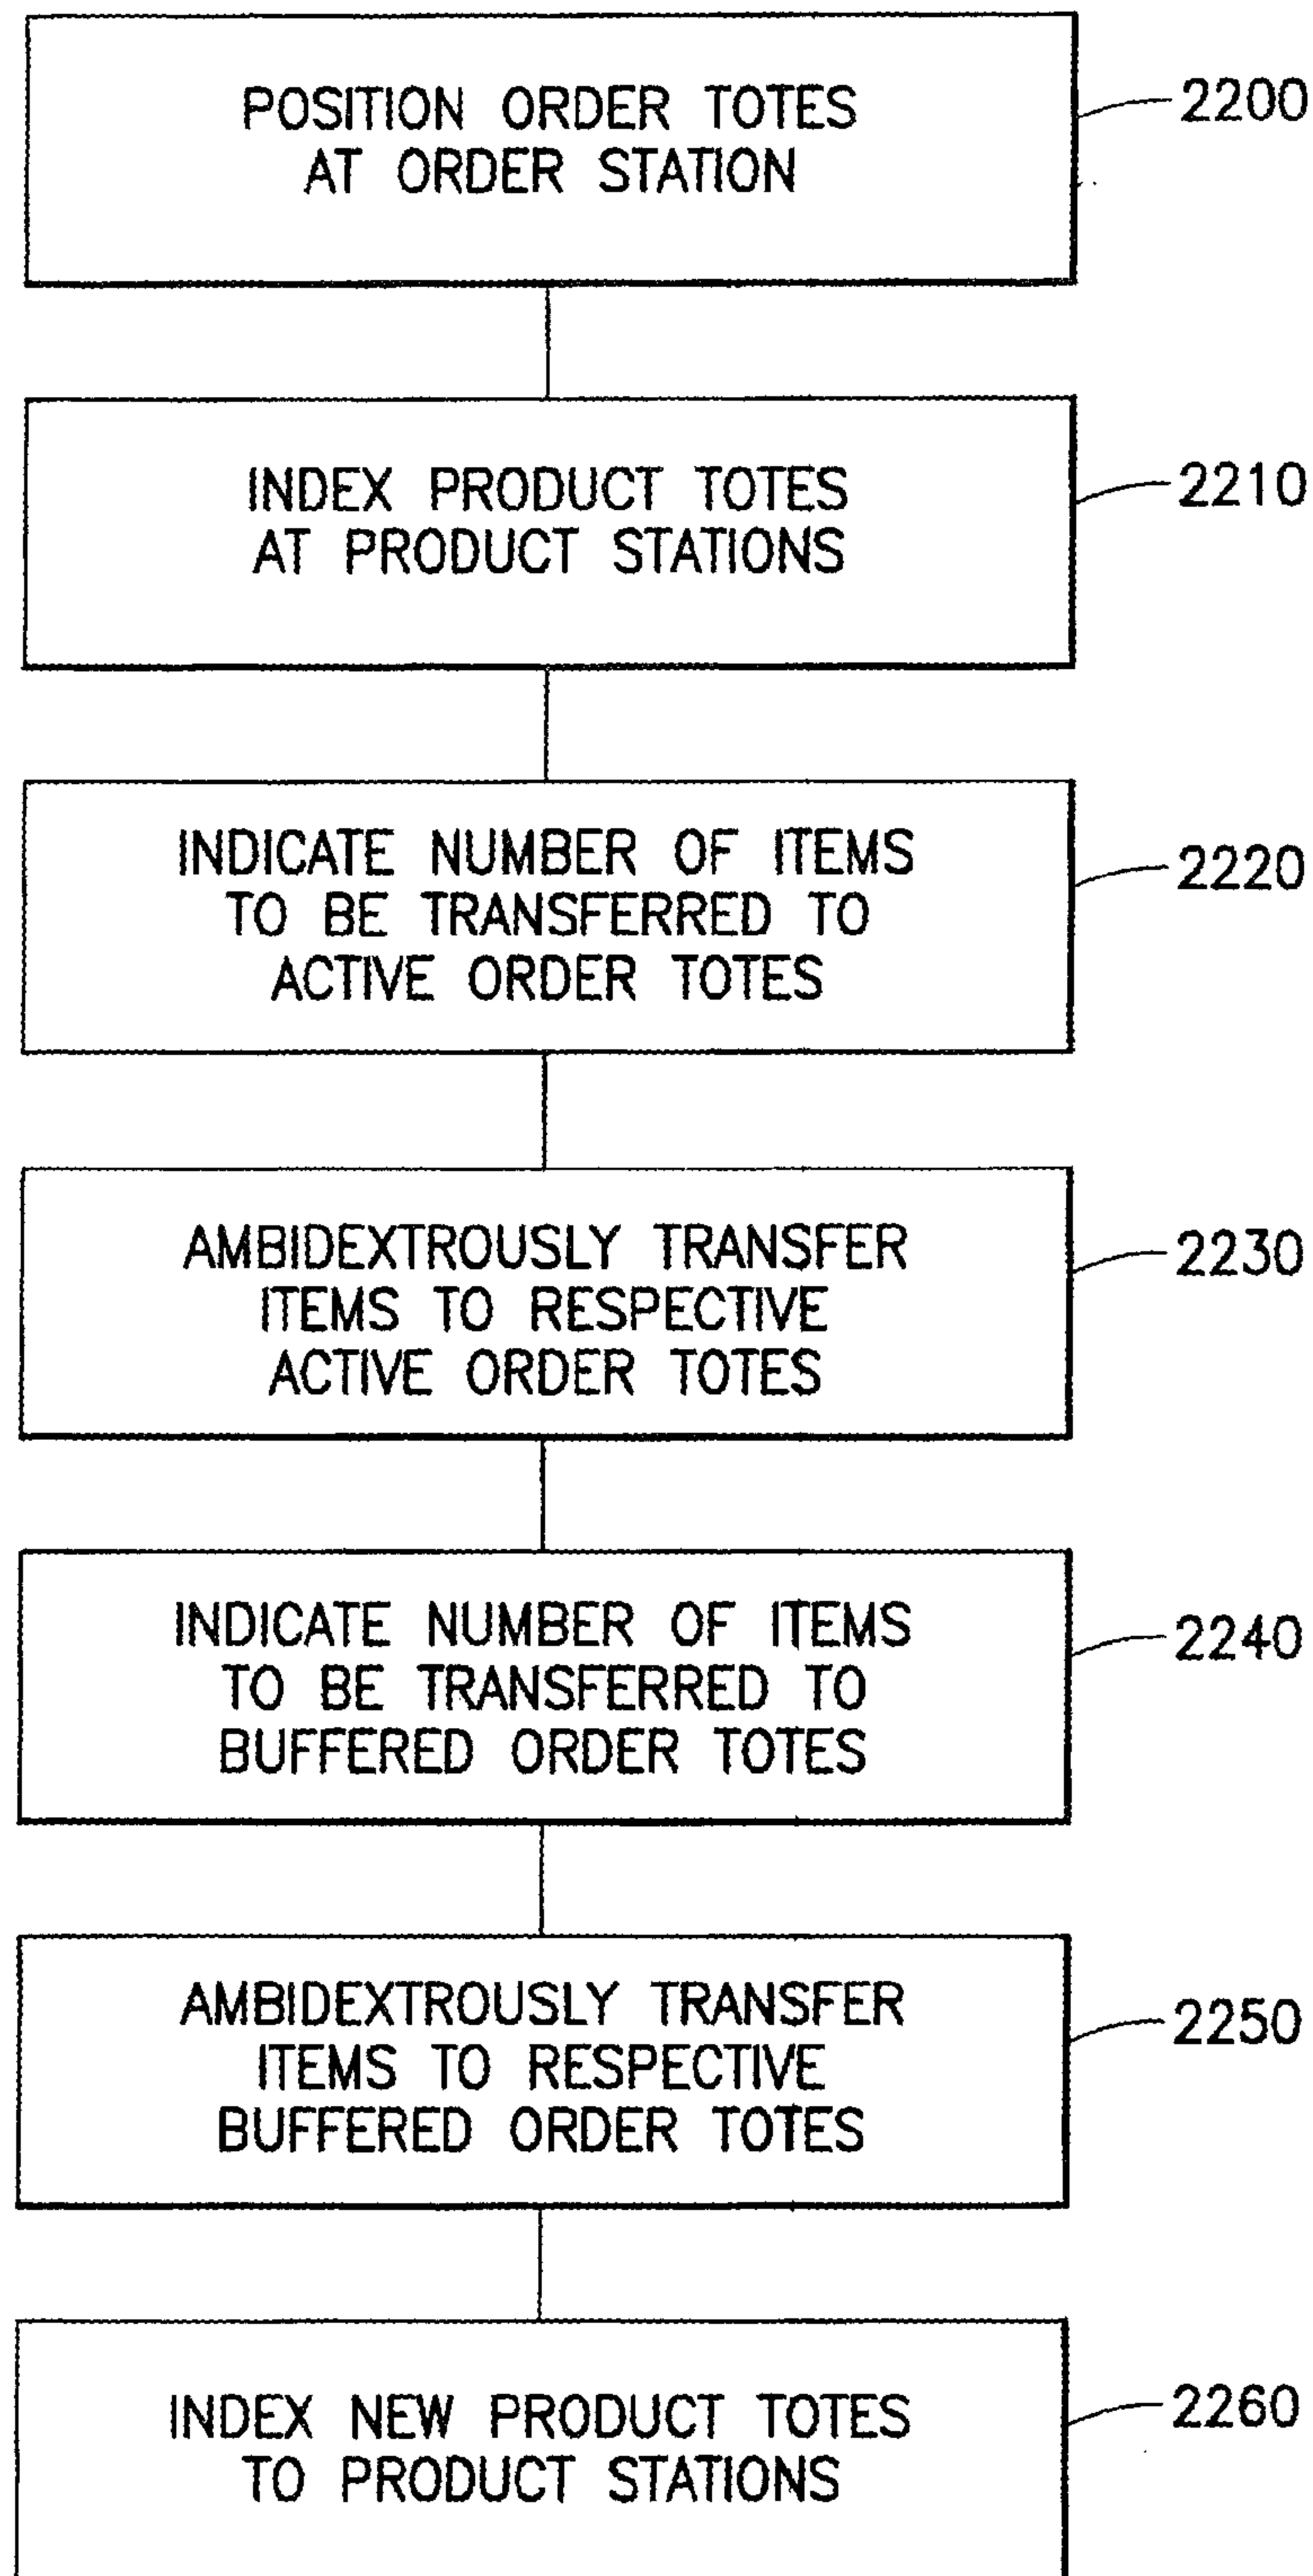 POSITION ORDER TOTES
AT ORDER STATION
2200
INDEX PRODUCT TOTES
AT PRODUCT STATIONS
2210
INDICATE NUMBER OF ITEMS
TO BE TRANSFERRED TO
ACTIVE ORDER TOTES
2220
AMBIDEXTROUSLY TRANSFER
ITEMS TO RESPECTIVE
ACTIVE ORDER TOTES
2230
INDICATE NUMBER OF ITEMS
TO BE TRANSFERRED TO
BUFFERED ORDER TOTES
2240
AMBIDEXTROUSLY TRANSFER
ITEMS TO RESPECTIVE
BUFFERED ORDER TOTES
2250
INDEX NEW PRODUCT TOTES
TO PRODUCT STATIONS
2260